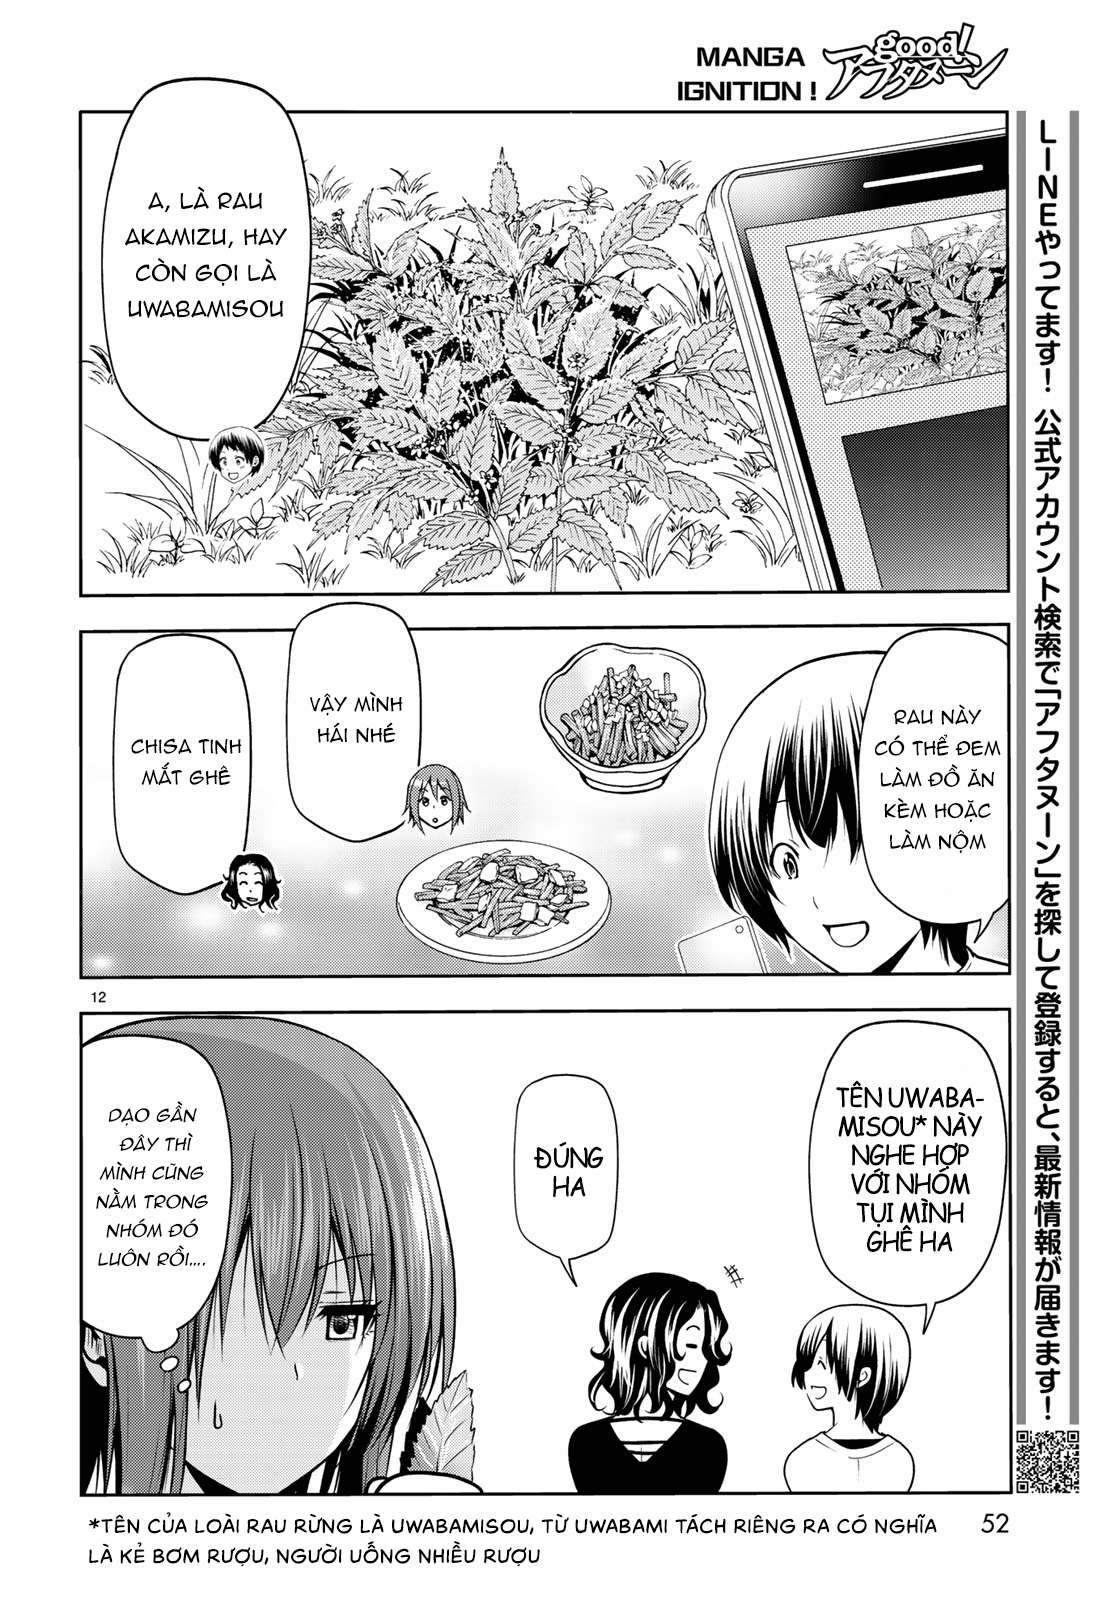 MANGA
IGNITION !
good!
アフタヌーン
A, LÀ RAU
AKAMIZU, HAY
CÒN GỌI LÀ
UWABAMISOU
RAU NÀY
CÓ THỂ ĐEM
LÀM ĐỒ ĂN
KÈM HOẶC
LÀM NỘM
VẬY MÌNH
HÁI NHÉ
CHISA TINH
MẮT GHÊ
12
TÊN UWABA-
MISOU* NÀY
NGHE HỢP
VỚI NHÓM
TỤI MÌNH
GHÊ HA
ĐÚNG
HA
DẠO GẦN
ĐÂY THÌ
MÌNH CŨNG
NẰM TRONG
NHÓM ĐÓ
LUÔN RỒI....
*TÊN CỦA LOÀI RAU RỪNG LÀ UWABAMISOU, TỪ UWABAMI TÁCH RIÊNG RA CÓ NGHĨA
LÀ KẺ BƠM RƯỢU, NGƯỜI UỐNG NHIỀU RƯỢU
52
LINEやってます! 公式アカウント検索で「アフタヌーン」を探して登録すると、最新情報が届きます!